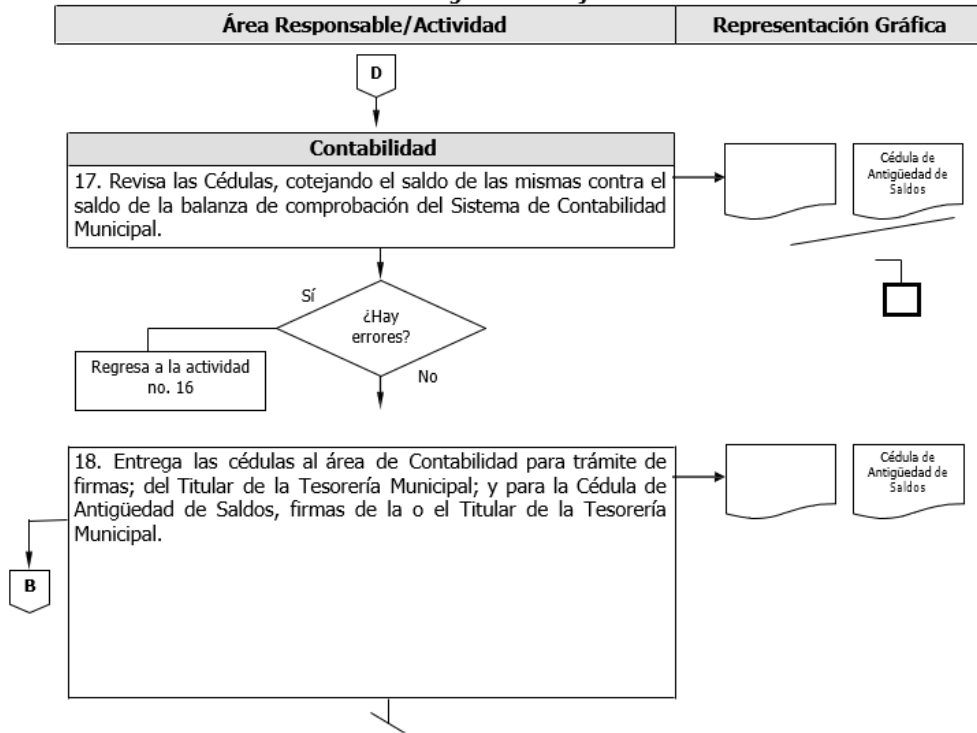 Área Responsable/Actividad
Representación Gráfica
D
Contabilidad
17. Revisa las Cédulas, cotejando el saldo de las mismas contra el
saldo de la balanza de comprobación del Sistema de Contabilidad
Municipal.
Cédula de
Antigüedad de
Saldos
Sí
¿Hay
errores?
No
Regresa a la actividad
no. 16
18. Entrega las cédulas al área de Contabilidad para trámite de
firmas; del Titular de la Tesorería Municipal; y para la Cédula de
Antigüedad de Saldos, firmas de la o el Titular de la Tesorería
Municipal.
Cédula de
Antigüedad de
Saldos
B